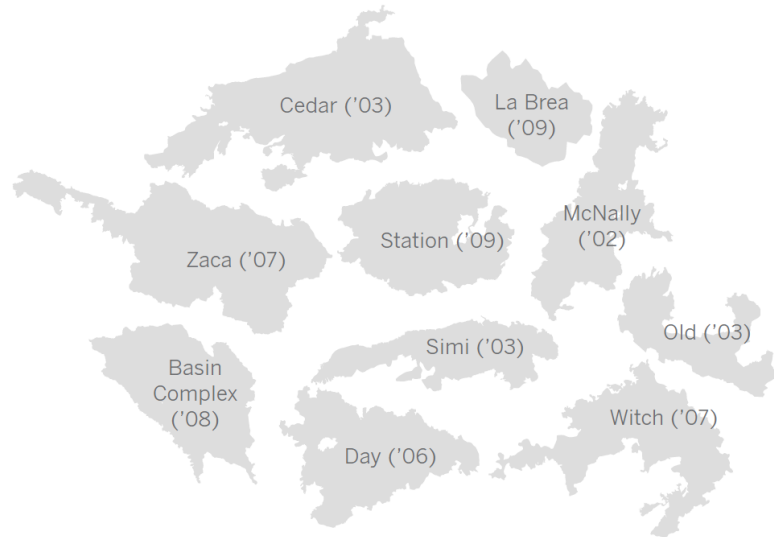 Cedar (’03)
La Brea
(’09)
McNally
(’02)
Station (’09)
Zaca (’07)
Old (’03)
Simi (’03)
Basin
Complex
(’08)
Witch (’07)
Day (’06)